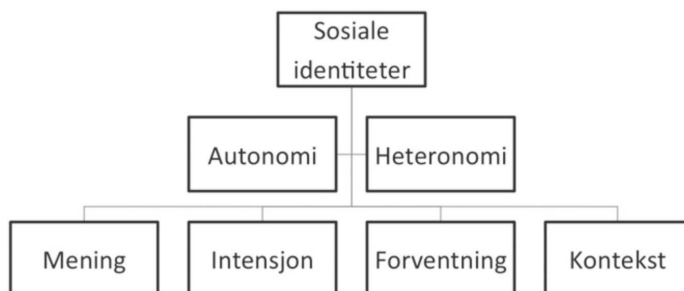 Sosiale
identiteter
Autonomi
Heteronomi
Mening
Intensjon
Forventning
Kontekst